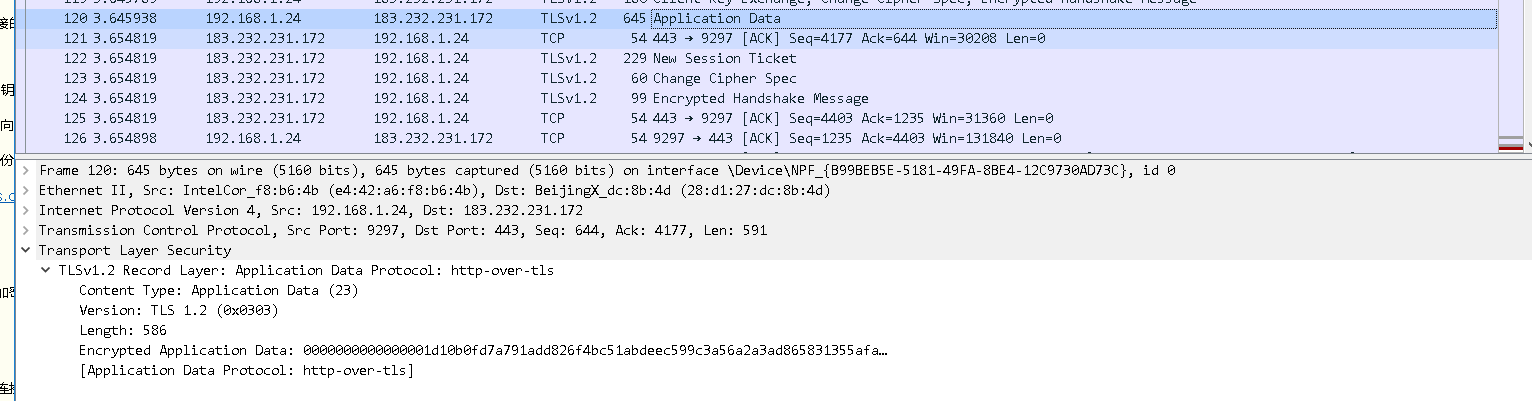 120 3.645938 192.168.1.24 183.232.231.172 TLSv1.2 645 Application Data
121 3.654819 183.232.231.172 192.168.1.24 TCP 54 443 → 9297 [ACK] Seq=4177 Ack=644 Win=30208 Len=0
122 3.654819 183.232.231.172 192.168.1.24 TLSv1.2 229 New Session Ticket
123 3.654819 183.232.231.172 192.168.1.24 TLSv1.2 60 Change Cipher Spec
钥
124 3.654819 183.232.231.172 192.168.1.24 TLSv1.2 99 Encrypted Handshake Message
向
125 3.654819 183.232.231.172 192.168.1.24 TCP 54 443 → 9297 [ACK] Seq=4403 Ack=1235 Win=31360 Len=0
126 3.654898 192.168.1.24 183.232.231.172 TCP 54 9297 → 443 [ACK] Seq=1235 Ack=4403 Win=131840 Len=0
份
Frame 120: 645 bytes on wire (5160 bits), 645 bytes captured (5160 bits) on interface \Device\NPF_{B99BEB5E-5181-49FA-8BE4-12C9730AD73C}, id 0
Ethernet II, Src: IntelCor_f8:b6:4b (e4:42:a6:f8:b6:4b), Dst: BeijingX_dc:8b:4d (28:d1:27:dc:8b:4d)
Internet Protocol Version 4, Src: 192.168.1.24, Dst: 183.232.231.172
Transmission Control Protocol, Src Port: 9297, Dst Port: 443, Seq: 644, Ack: 4177, Len: 591
Transport Layer Security
TLSv1.2 Record Layer: Application Data Protocol: http-over-tls
Content Type: Application Data (23)
Version: TLS 1.2 (0x0303)
Length: 586
Encrypted Application Data: 0000000000000001d10b0fd7a791add826f4bc51abdeec599c3a56a2a3ad865831355afa…
[Application Data Protocol: http-over-tls]